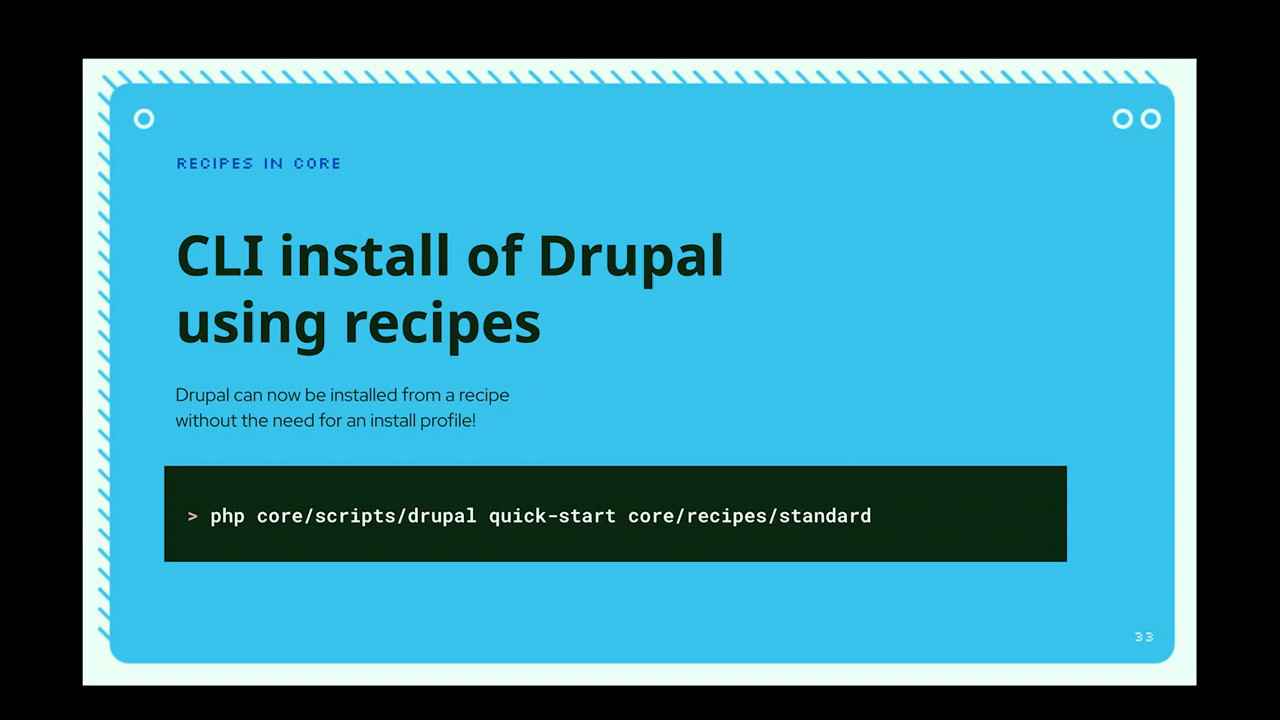 RECIPES IN CORE
CLI install of Drupal
using recipes
Drupal can now be installed from a recipe
without the need for an install profile!
> php core/scripts/drupal quick-start core/recipes/standard
33